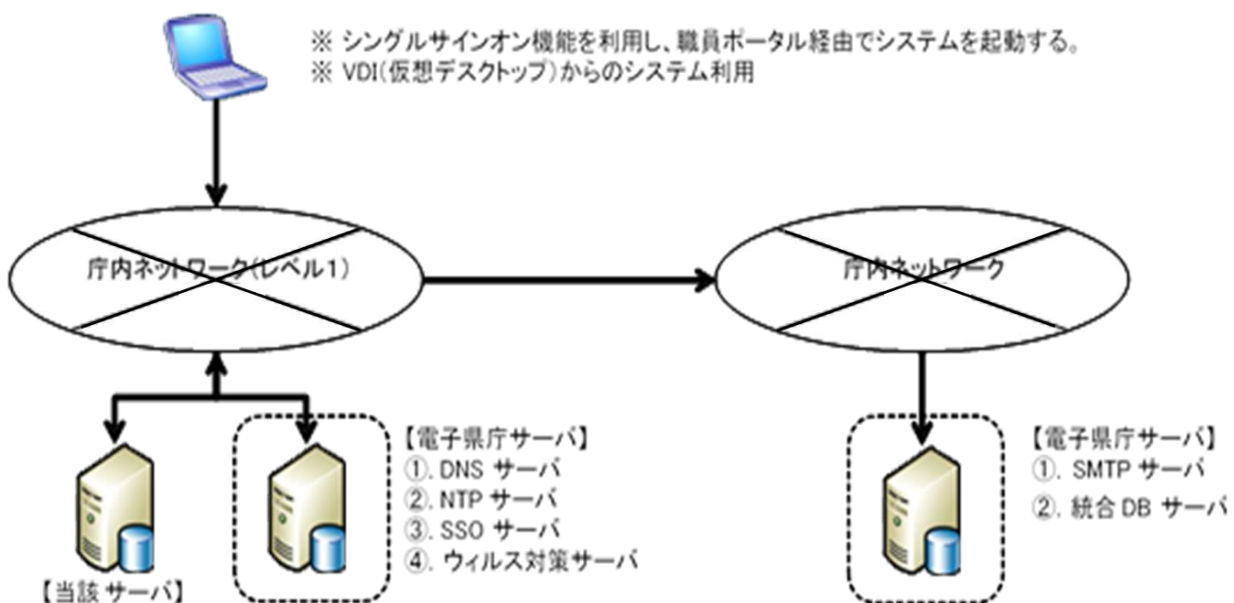 ※ シングルサインオン機能を利用し、職員ポータル経由でシステムを起動する。
※ VDI(仮想デスクトップ)からのシステム利用
庁内ネットワーク(レベル1)
庁内ネットワーク
【電子県庁サーバ】
①. DNS サーバ
②. NTP サーバ
③. SSO サーバ
④. ウィルス対策サーバ
【当該 サーバ】
【電子県庁サーバ】
①. SMTP サーバ
②. 統合 DB サーバ